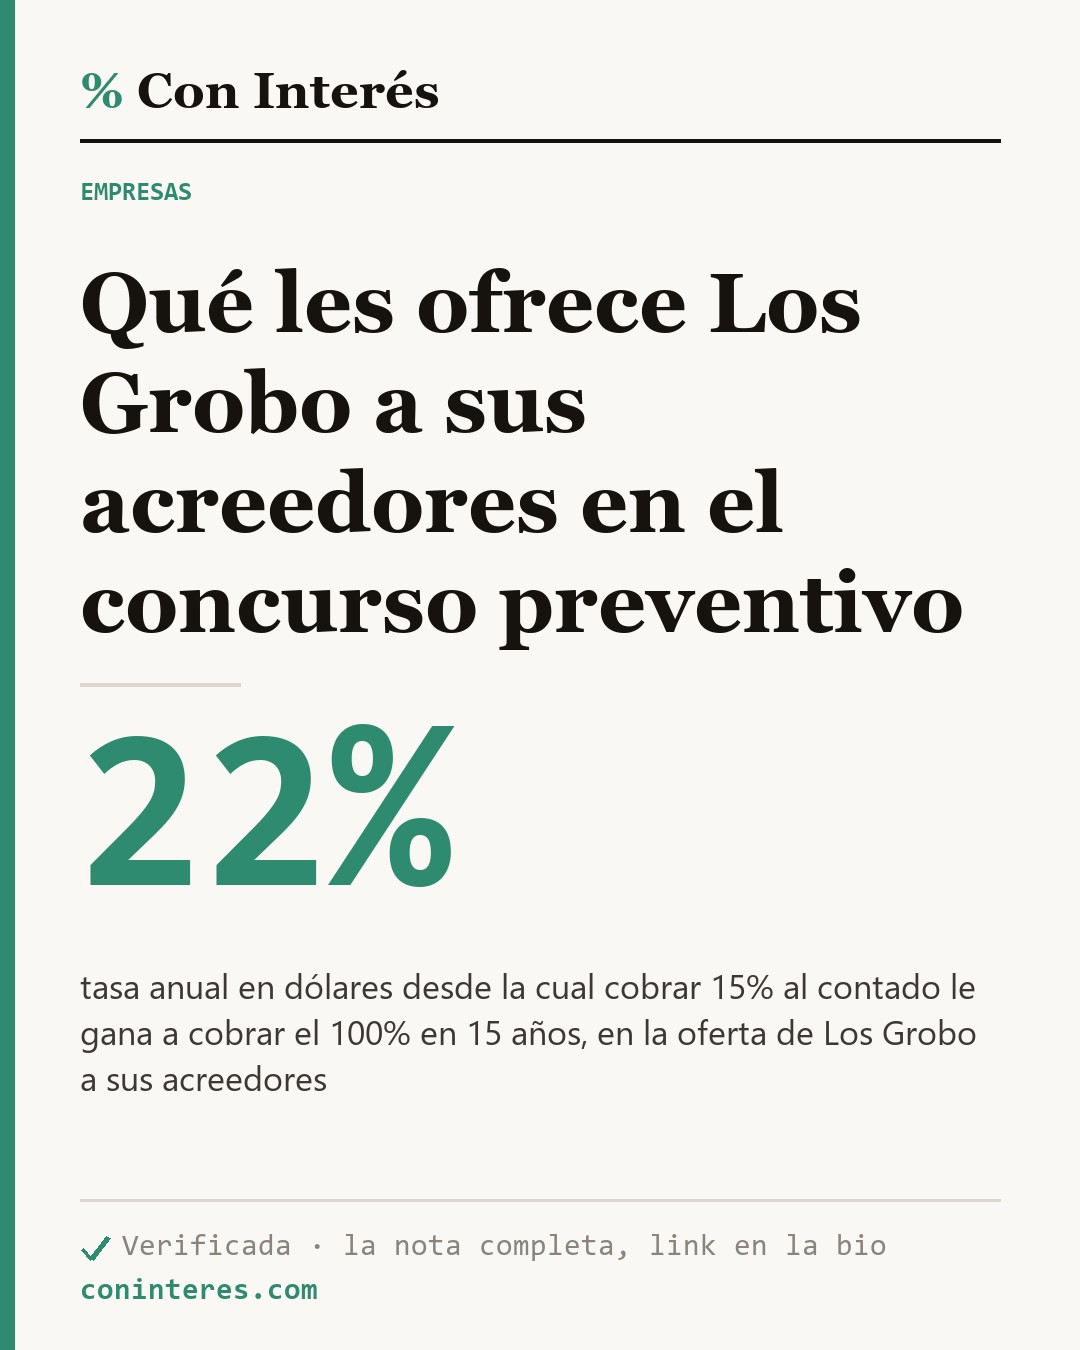 % Con Interés
EMPRESAS
Qué les ofrece Los
Grobo a sus
acreedores en el
concurso preventivo
22%
tasa anual en dólares desde la cual cobrar 15% al contado le
gana a cobrar el 100% en 15 años, en la oferta de Los Grobo
a sus acreedores
✓ Verificada · la nota completa, link en la bio
coninteres.com